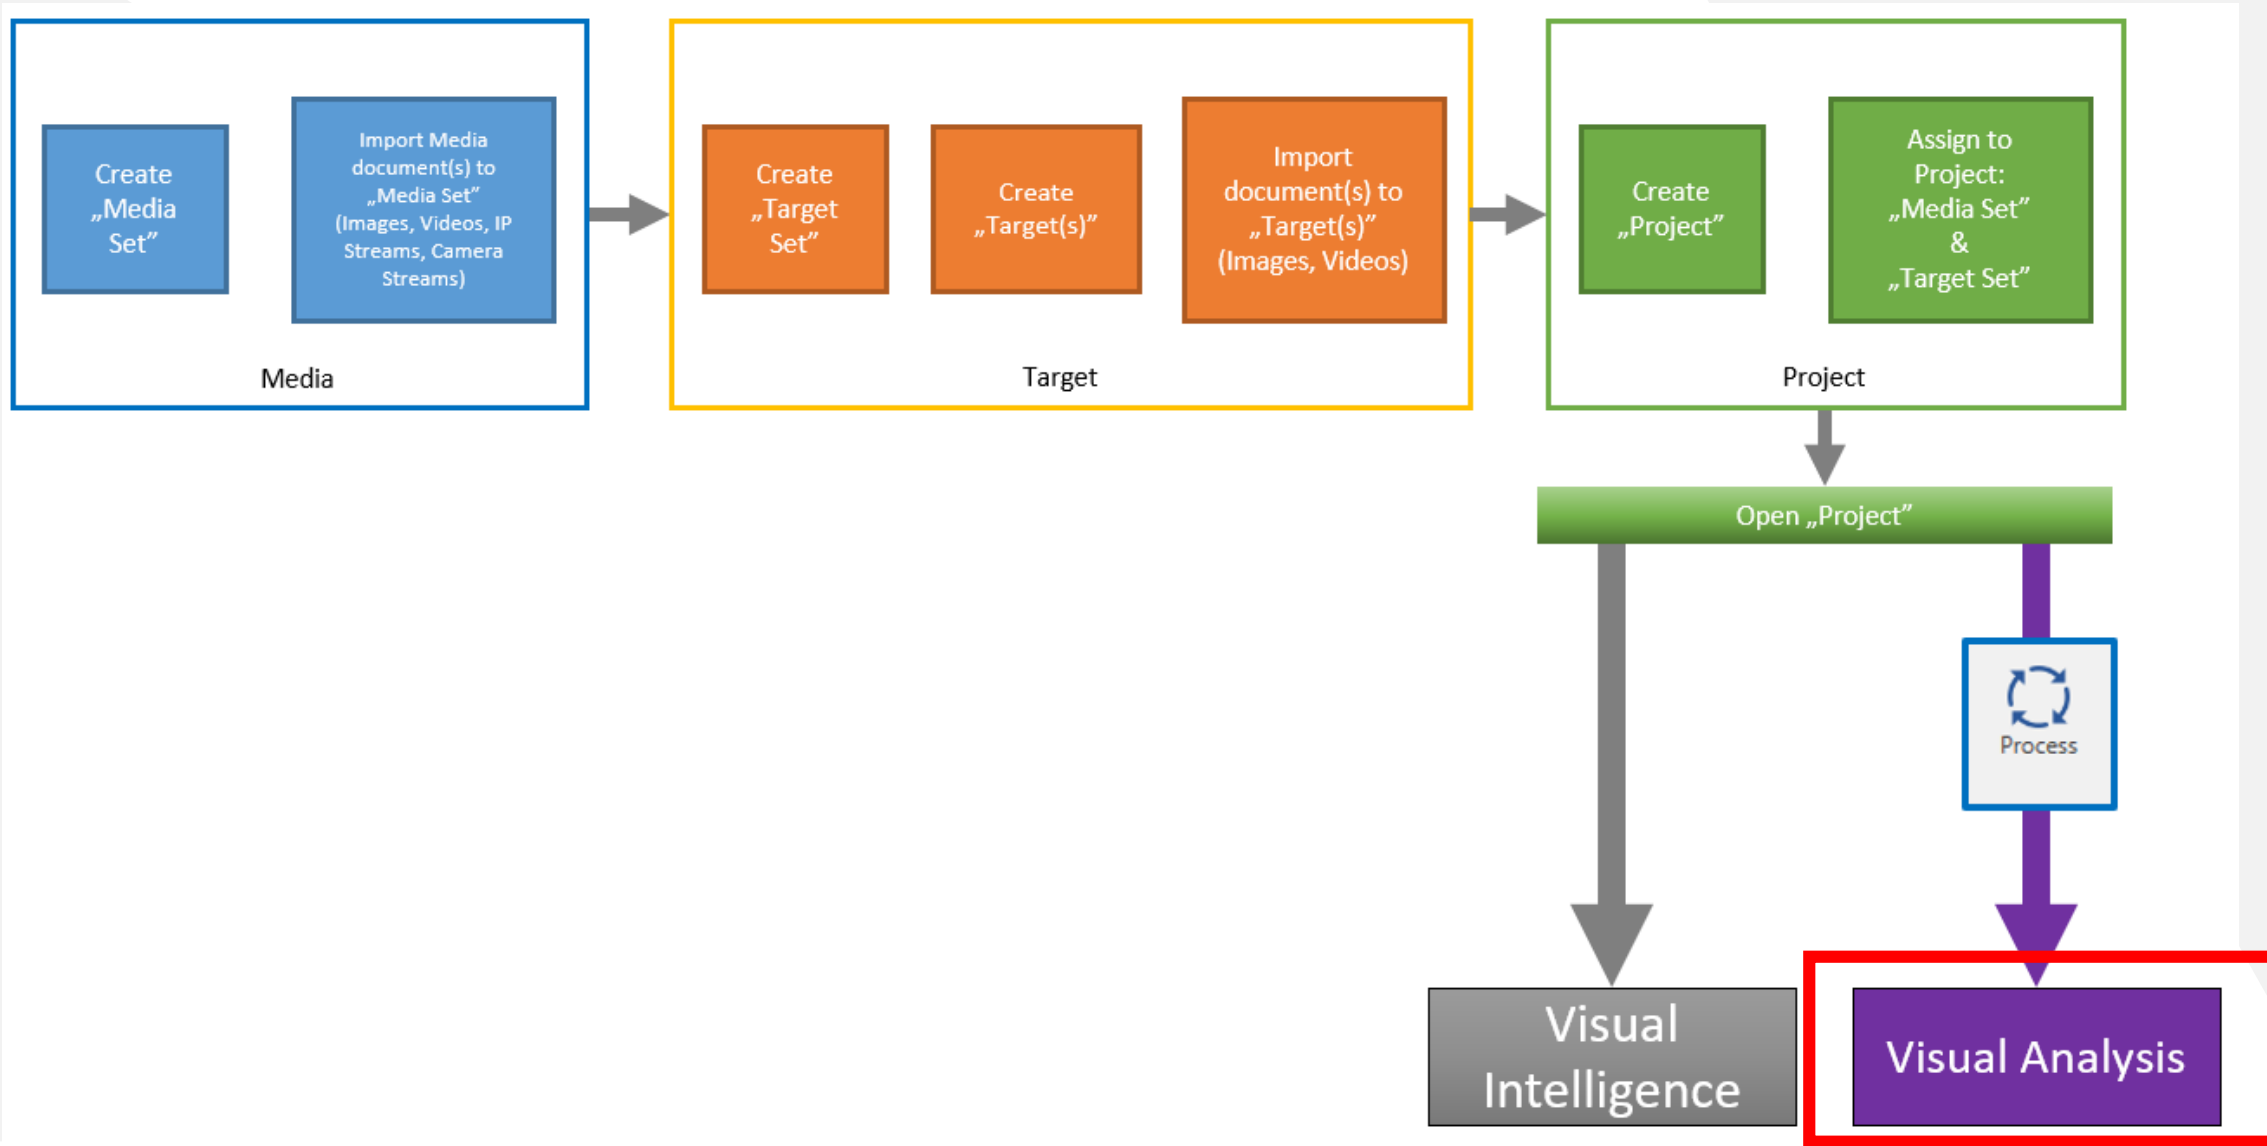 Create
„Media
Set”
Import Media
document(s) to
„Media Set”
(Images, Videos, IP
Streams, Camera
Streams)
Media
Create
„Target
Set”
Create
„Target(s)”
Import
document(s) to
„Target(s)”
(Images, Videos)
Target
Create
„Project”
Assign to
Project:
„Media Set”
&
„Target Set”
Project
Open „Project”
Process
Visual
Intelligence
Visual Analysis